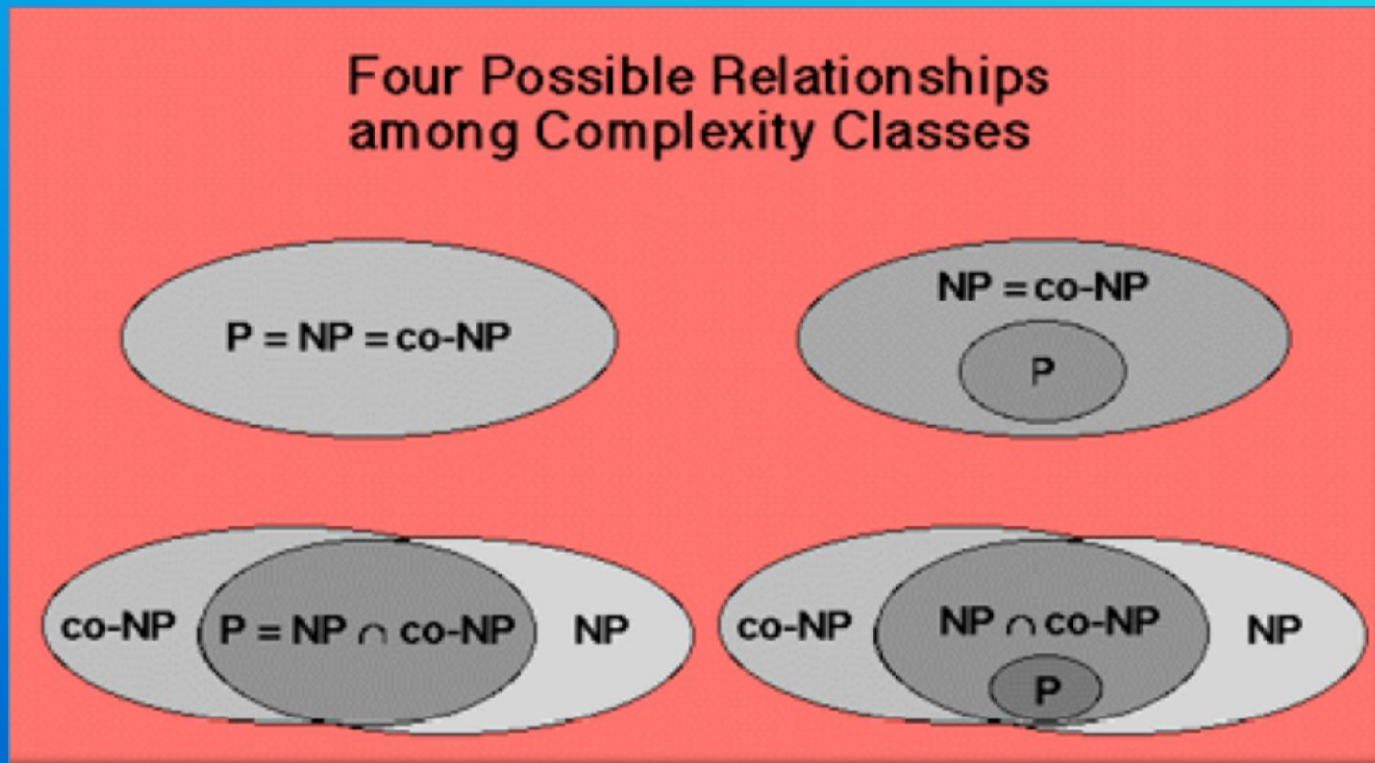 Four Possible Relationships
among Complexity Classes
P = NP = co-NP
NP = co-NP
P
co-NP
P = NP ∩ co-NP
NP
co-NP
NP ∩ co-NP
P
NP